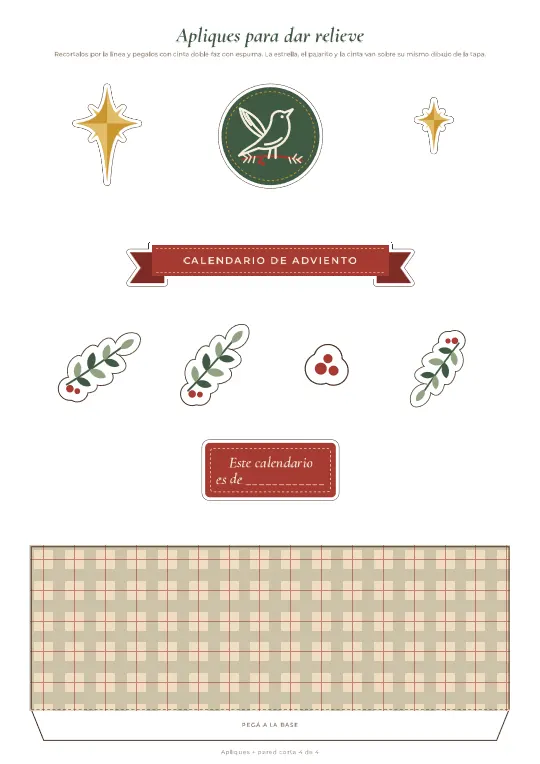 Apliques para dar relieve
Recortalos por la línea y pegalos con cinta doble faz con espuma. La estrella, el pajarito y la cinta van sobre su mismo dibujo de la tapa.
CALENDARIO DE ADVIENTO
Este calendario
es de ____________
PEGÁ A LA BASE
Apliques + pared corta 4 de 4